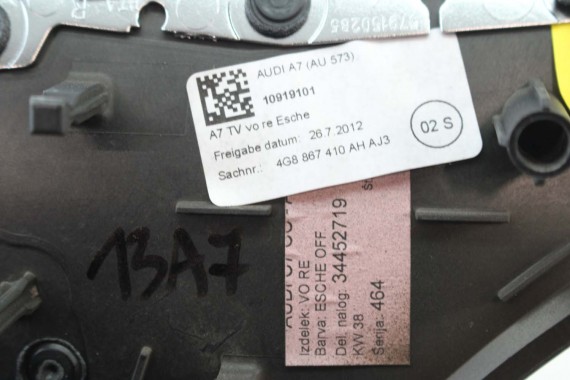 879150285
AUDI A7 (AU 573)
10919101
A7 TV vo re Esche
Freigabe datum: 26.7.2012
Sachnr.: 4G8 867 410 AH AJ3
02 S
13A7
Izdelek: VO RE
Barva: ESCHE OFF
Del. nalog: 34452719
KW 38
Serija: 464